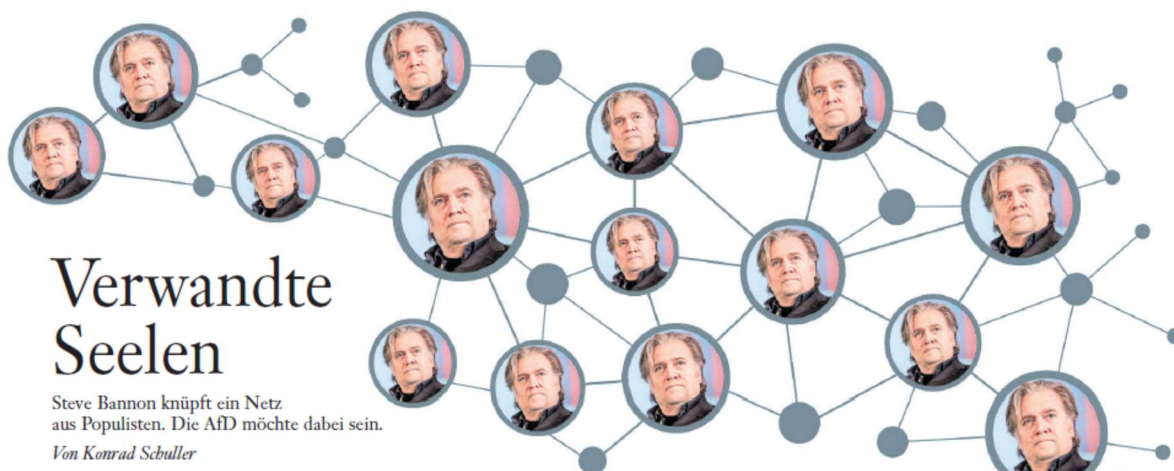 Verwandte
Seelen
Steve Bannon knüpft ein Netz
aus Populisten. Die AfD möchte dabei sein.
Von Konrad Schuller